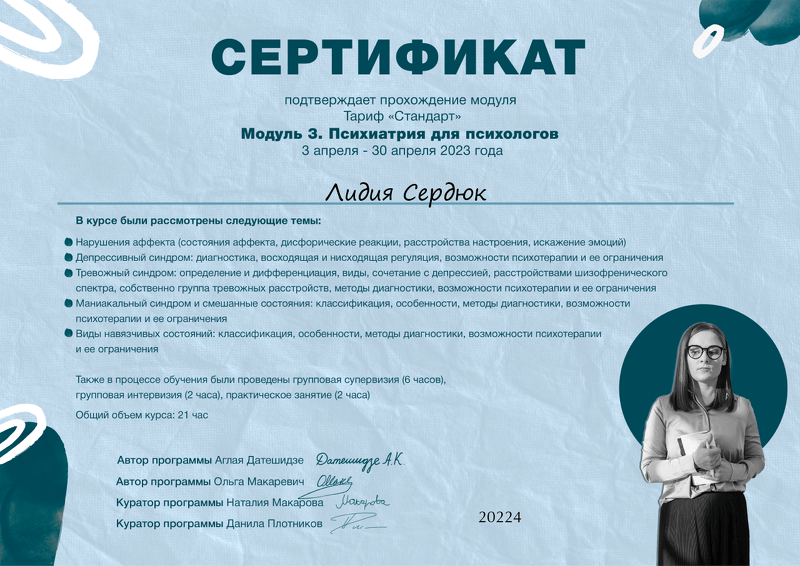 СЕРТИФИКАТ
подтверждает прохождение модуля
Тариф «Стандарт»
Модуль 3. Психиатрия для психологов
3 апреля - 30 апреля 2023 года
Лидия Сердюк
В курсе были рассмотрены следующие темы:
Нарушения аффекта (состояния аффекта, дисфорические реакции, расстройства настроения, искажение эмоций)
Депрессивный синдром: диагностика, восходящая и нисходящая регуляция, возможности психотерапии и ее ограничения
Тревожный синдром: определение и дифференциация, виды, сочетание с депрессией, расстройствами шизофренического
спектра, собственно группа тревожных расстройств, методы диагностики, возможности психотерапии и ее ограничения
Маниакальный синдром и смешанные состояния: классификация, особенности, методы диагностики, возможности
психотерапии и ее ограничения
Виды навязчивых состояний: классификация, особенности, методы диагностики, возможности психотерапии
и ее ограничения
Также в процессе обучения были проведены групповая супервизия (6 часов),
групповая интервизия (2 часа), практическое занятие (2 часа)
Общий объем курса: 21 час
Автор программы Аглая Датешидзе Датешидзе А.К.
Автор программы Ольга Макаревич
Куратор программы Наталия Макарова Макарова
Куратор программы Данила Плотников
20224